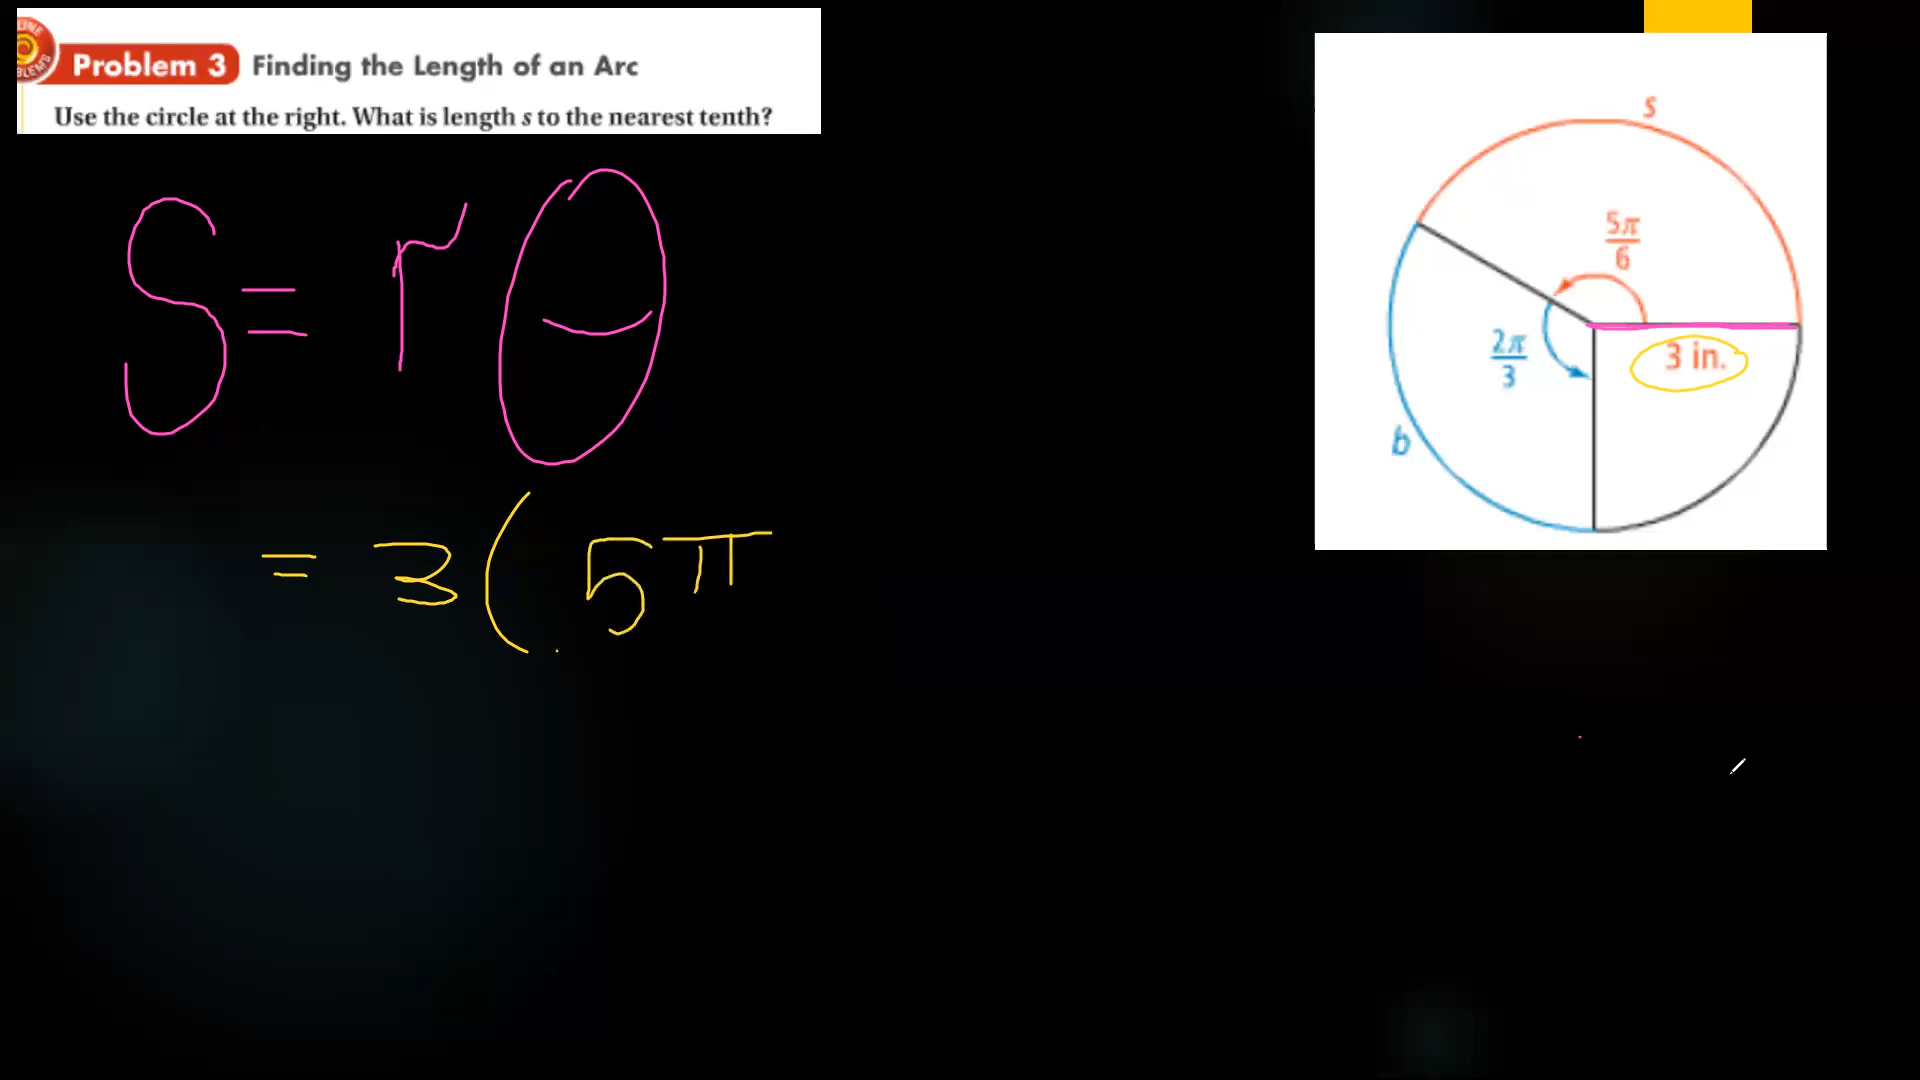 Problem 3 Finding the Length of an Arc
Use the circle at the right. What is length s to the nearest tenth?
S = rθ
= 3(5π
s
5π
6
2π
3
3 in.
b